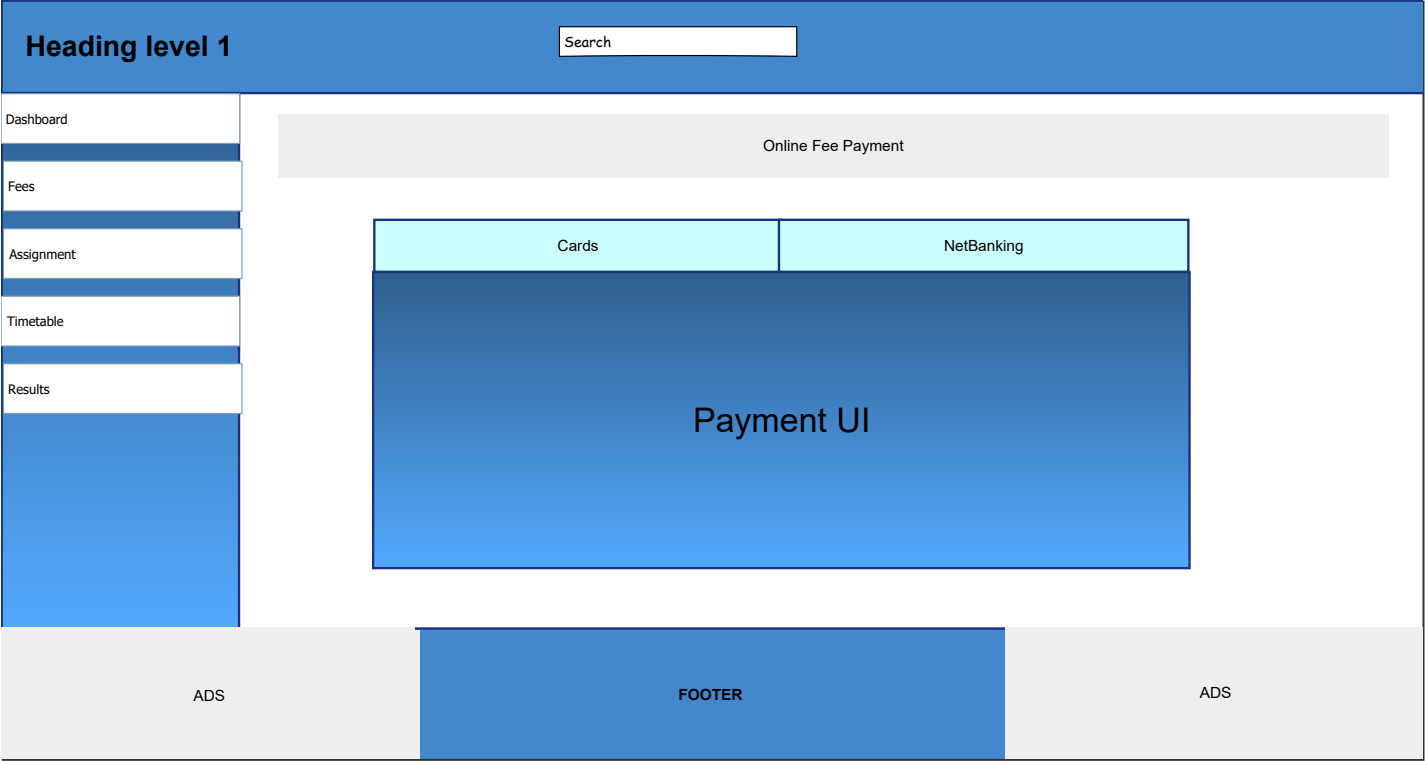 Heading level 1
Search
Dashboard
Fees
Assignment
Timetable
Results
Online Fee Payment
Cards
NetBanking
Payment UI
ADS
FOOTER
ADS